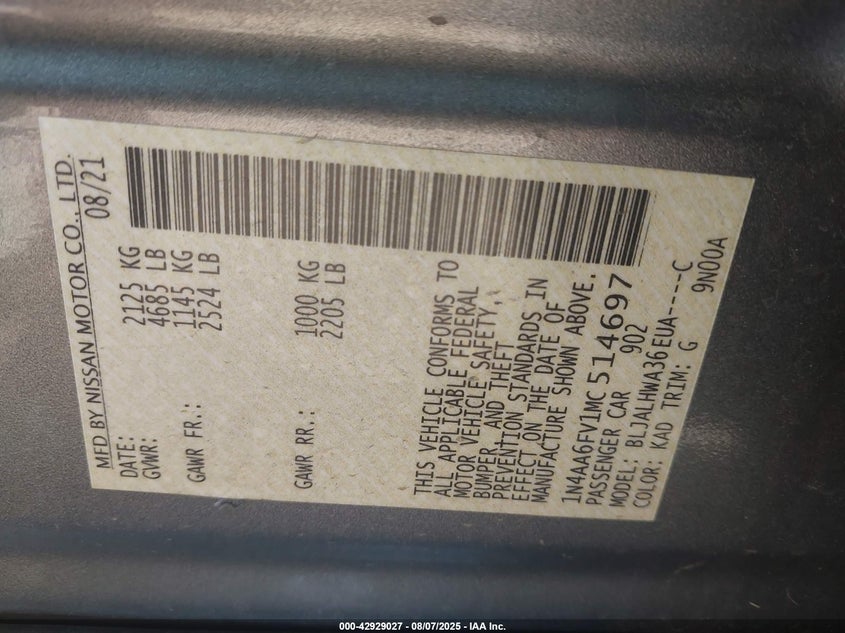 MFD BY NISSAN MOTOR CO., LTD.
DATE: 08/21
GVWR: 2125 KG
4685 LB
GAWR FR.: 1145 KG
2524 LB
GAWR RR.: 1000 KG
2205 LB
THIS VEHICLE CONFORMS TO
ALL APPLICABLE FEDERAL
MOTOR VEHICLE SAFETY,
BUMPER, AND THEFT
PREVENTION STANDARDS IN
EFFECT ON THE DATE OF
MANUFACTURE SHOWN ABOVE.
1N4AA6FV1MC514697
PASSENGER CAR 902
MODEL: BLJALHWA36EUA----C
COLOR: KAD TRIM: G 9N00A
000-42929027 - 08/07/2025 - IAA Inc.